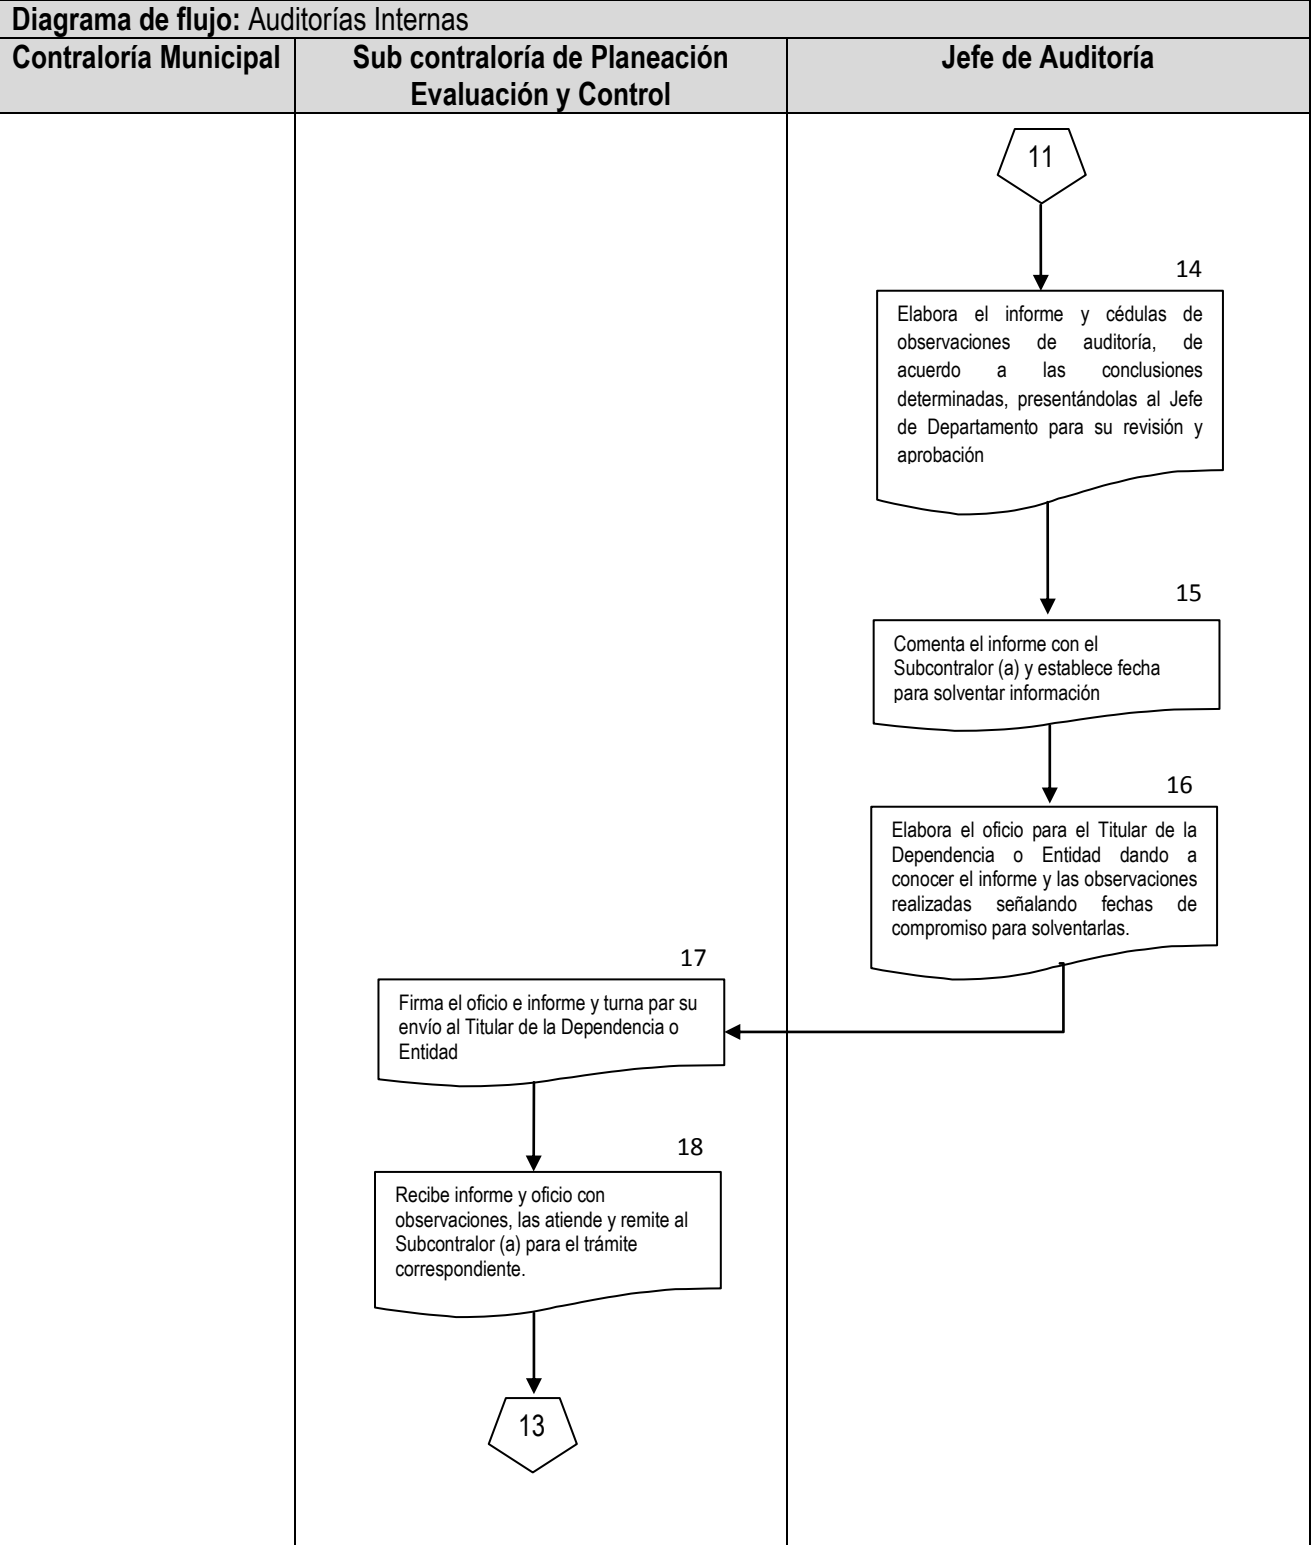 Diagrama de flujo: Auditorías Internas
Contraloría Municipal
Sub contraloría de Planeación
Evaluación y Control
Jefe de Auditoría
11
14
Elabora el informe y cédulas de
observaciones de auditoría, de
acuerdo a las conclusiones
determinadas, presentándolas al Jefe
de Departamento para su revisión y
aprobación
15
Comenta el informe con el
Subcontralor (a) y establece fecha
para solventar información
16
Elabora el oficio para el Titular de la
Dependencia o Entidad dando a
conocer el informe y las observaciones
realizadas señalando fechas de
compromiso para solventarlas.
17
Firma el oficio e informe y turna par su
envío al Titular de la Dependencia o
Entidad
18
Recibe informe y oficio con
observaciones, las atiende y remite al
Subcontralor (a) para el trámite
correspondiente.
13